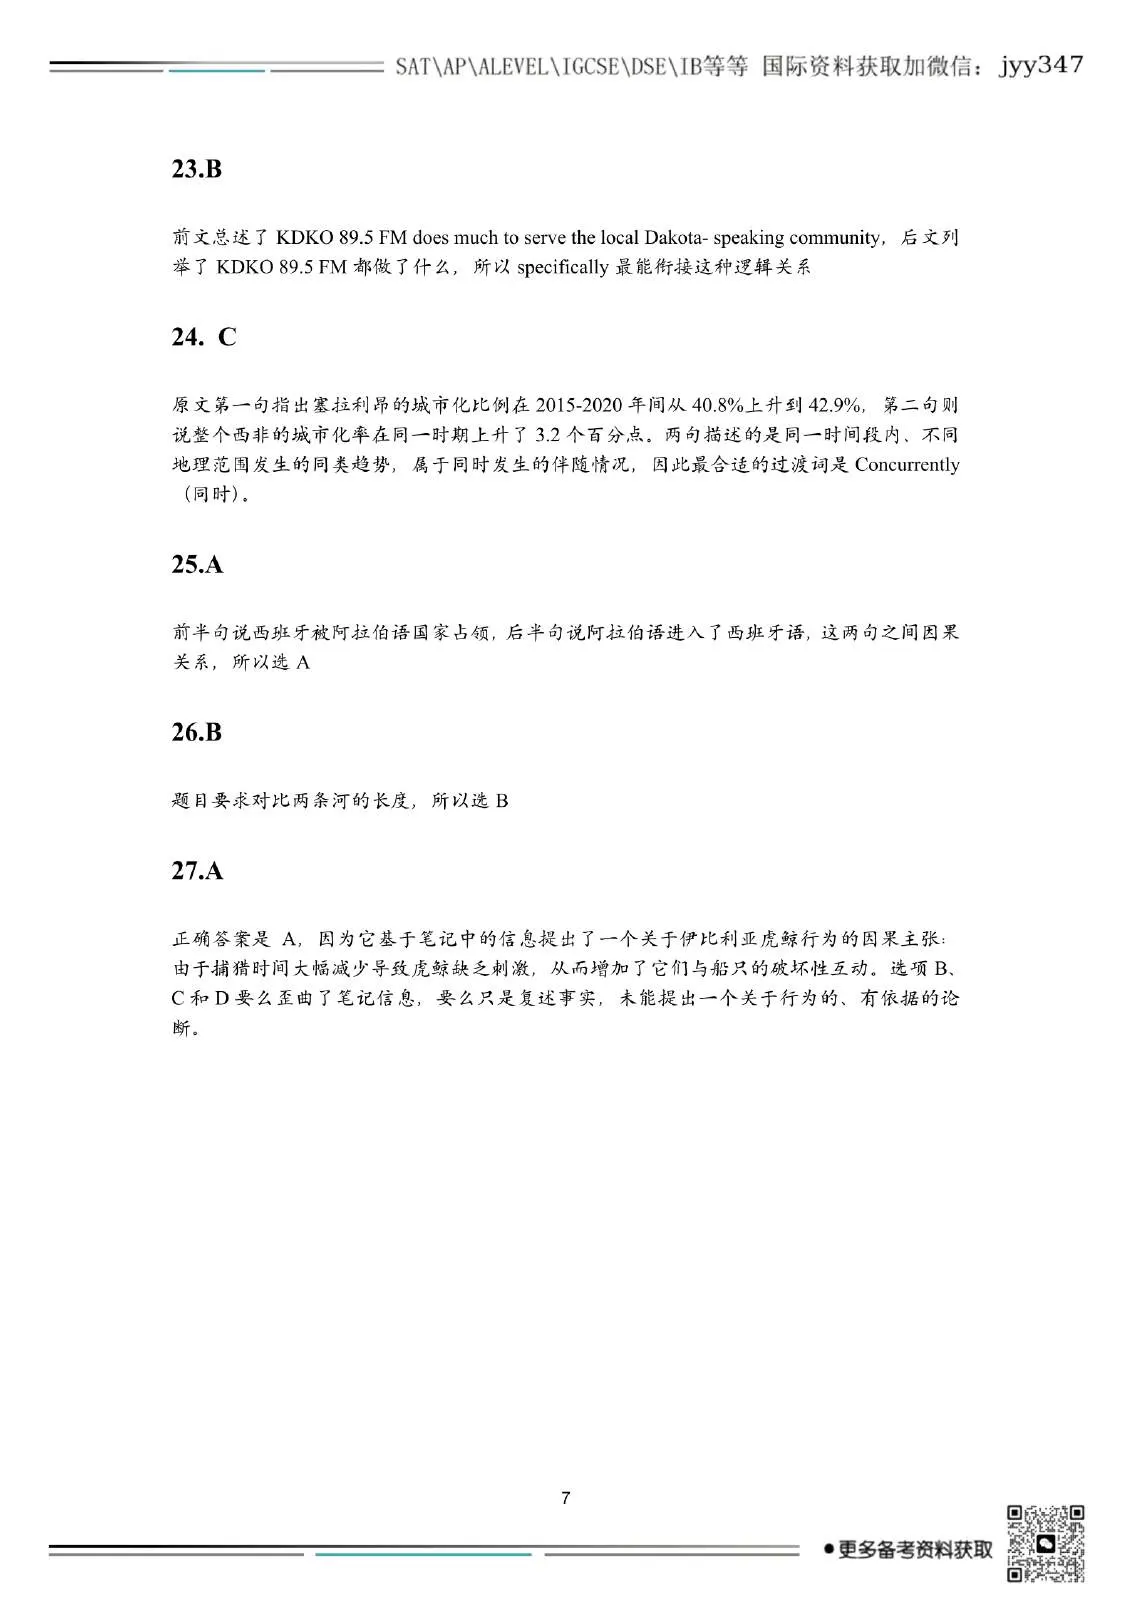 SAT\AP\ALEVEL\IGCSE\DSE\IB等等 国际资料获取加微信：jyy347
23.B
前文总述了 KDKO 89.5 FM does much to serve the local Dakota- speaking community，后文列
举了 KDKO 89.5 FM 都做了什么，所以 specifically 最能衔接这种逻辑关系
24. C
原文第一句指出塞拉利昂的城市化比例在 2015-2020 年间从 40.8%上升到 42.9%，第二句则
说整个西非的城市化率在同一时期上升了 3.2 个百分点。两句描述的是同一时间段内、不同
地理范围发生的同类趋势，属于同时发生的伴随情况，因此最合适的过渡词是 Concurrently
（同时）。
25.A
前半句说西班牙被阿拉伯语国家占领，后半句说阿拉伯语进入了西班牙语，这两句之间因果
关系，所以选 A
26.B
题目要求对比两条河的长度，所以选 B
27.A
正确答案是 A，因为它基于笔记中的信息提出了一个关于伊比利亚虎鲸行为的因果主张：
由于捕猎时间大幅减少导致虎鲸缺乏刺激，从而增加了它们与船只的破坏性互动。选项 B、
C 和 D 要么歪曲了笔记信息，要么只是复述事实，未能提出一个关于行为的、有依据的论
断。
7
●更多备考资料获取